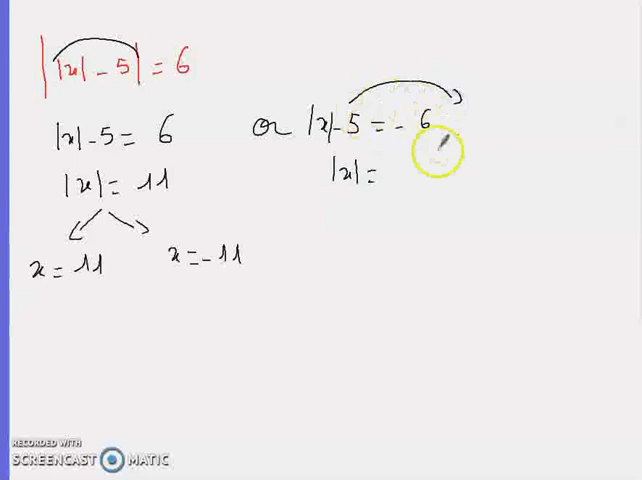 ||x| - 5| = 6
|x| - 5 = 6 or |x| - 5 = - 6
|x| = 11 |x| =
x = 11 x = - 11
RECORDED WITH
SCREENCAST MATIC